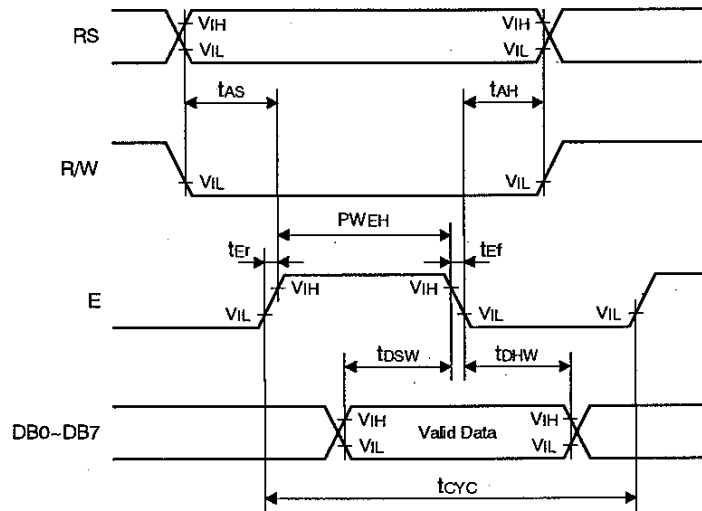 RS
VIH
VIH
VIL
VIL
tAS
tAH
R/W
VIL
VIL
PWEH
tEr
tEf
E
VIH
VIH
VIL
VIL
VIL
tDSW
tDHW
DB0~DB7
VIH
Valid Data
VIH
VIL
VIL
tCYC